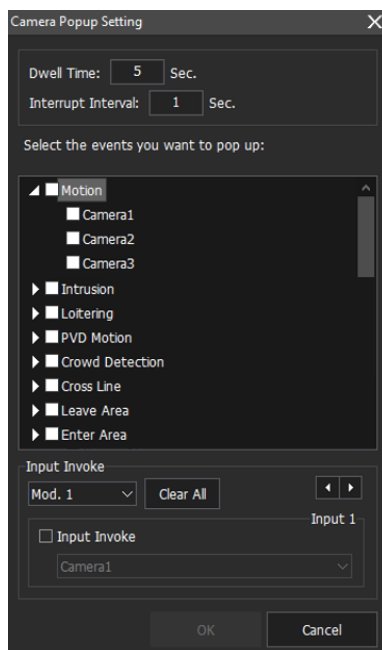 Camera Popup Setting
Dwell Time: 5 Sec.
Interrupt Interval: 1 Sec.
Select the events you want to pop up:
Motion
Camera1
Camera2
Camera3
Intrusion
Loitering
PVD Motion
Crowd Detection
Cross Line
Leave Area
Enter Area
Input Invoke
Mod. 1 Clear All
Input 1
Input Invoke
Camera1
OK Cancel